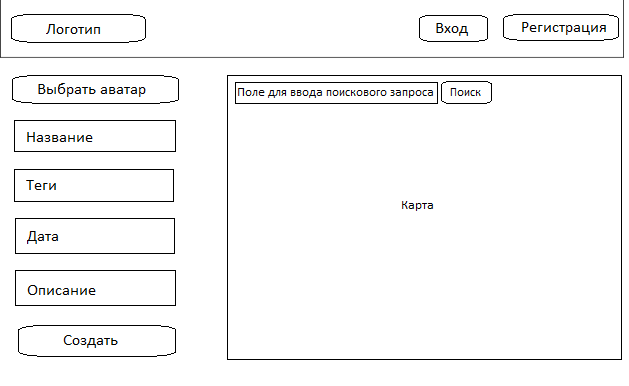 Логотип
Вход
Регистрация
Выбрать аватар
Название
Теги
Дата
Описание
Создать
Поле для ввода поискового запроса
Поиск
Карта